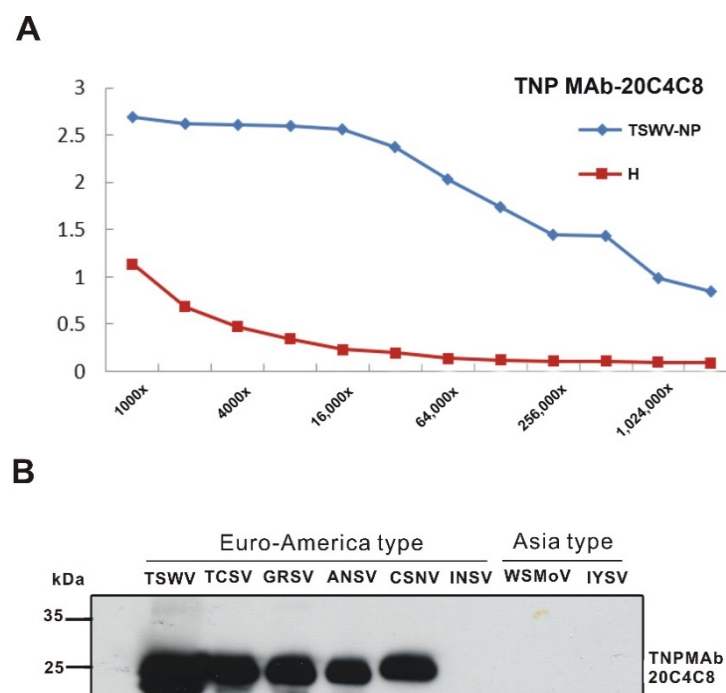 A
TNP MAb-20C4C8
TSWV-NP
H
3
2.5
2
1.5
1
0.5
0
1000x
4000x
16,000x
64,000x
256,000x
1,024,000x
B
Euro-America type
Asia type
kDa
TSWV TCSV GRSV ANSV CSNV INSV WSMoV IYSV
35
25
TNPMAb
20C4C8